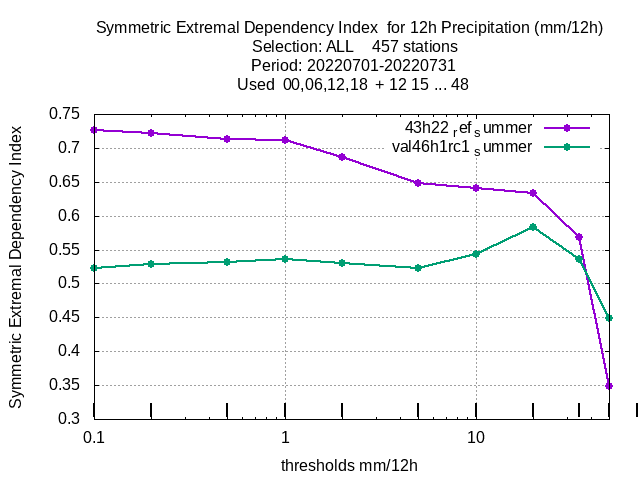 Symmetric Extremal Dependency Index for 12h Precipitation (mm/12h)
Selection: ALL 457 stations
Period: 20220701-20220731
Used 00,06,12,18 + 12 15 ... 48
43h22_ref_summer
val46h1rc1_summer
Symmetric Extremal Dependency Index
0.75
0.7
0.65
0.6
0.55
0.5
0.45
0.4
0.35
0.3
0.1 1 10
thresholds mm/12h